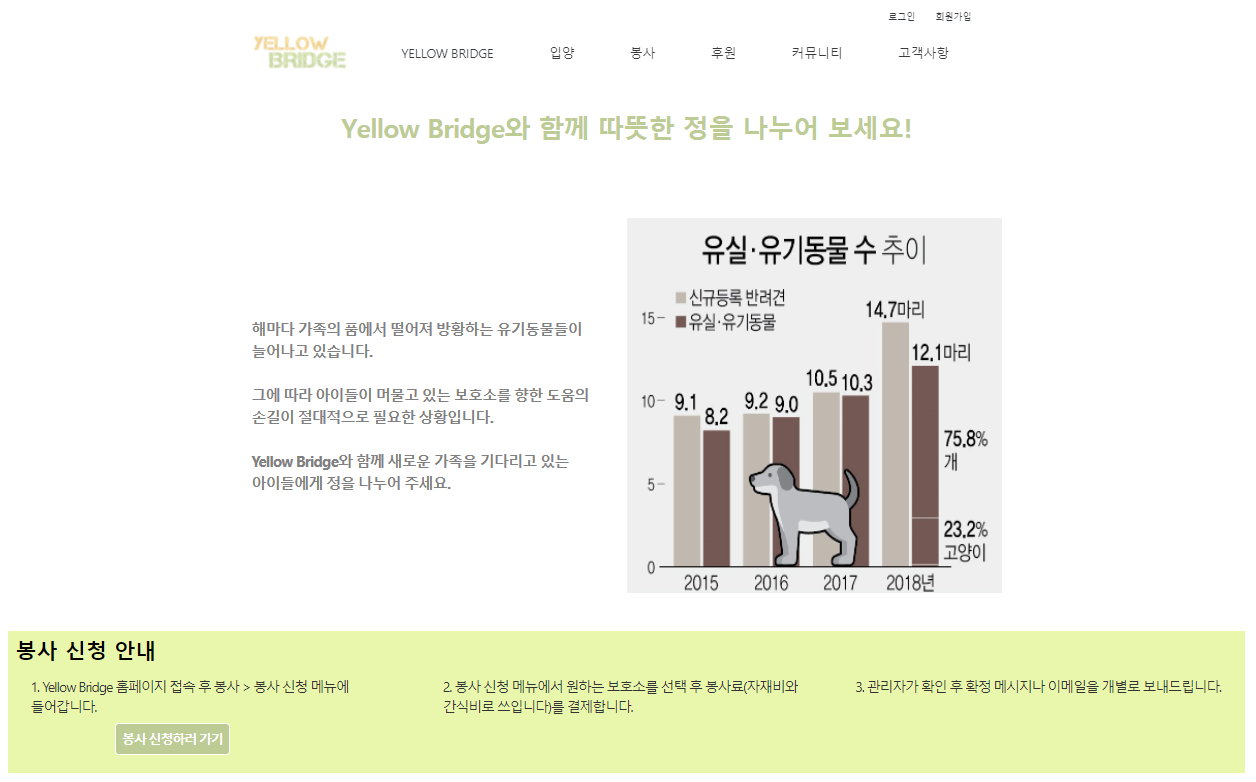 로그인 회원가입
YELLOW
BRIDGE
YELLOW BRIDGE 입양 봉사 후원 커뮤니티 고객사항
Yellow Bridge와 함께 따뜻한 정을 나누어 보세요!
해마다 가족의 품에서 떨어져 방황하는 유기동물들이
늘어나고 있습니다.
그에 따라 아이들이 머물고 있는 보호소를 향한 도움의
손길이 절대적으로 필요한 상황입니다.
Yellow Bridge와 함께 새로운 가족을 기다리고 있는
아이들에게 정을 나누어 주세요.
유실·유기동물 수 추이
신규등록 반려견
유실·유기동물
15
10
5
0
9.1
8.2
9.2
9.0
10.5
10.3
14.7마리
12.1마리
75.8%
개
23.2%
고양이
2015 2016 2017 2018년
봉사 신청 안내
1. Yellow Bridge 홈페이지 접속 후 봉사 > 봉사 신청 메뉴에
들어갑니다.
봉사 신청하러 가기
2. 봉사 신청 메뉴에서 원하는 보호소를 선택 후 봉사료(자재비와
간식비로 쓰입니다)를 결제합니다.
3. 관리자가 확인 후 확정 메시지나 이메일을 개별로 보내드립니다.